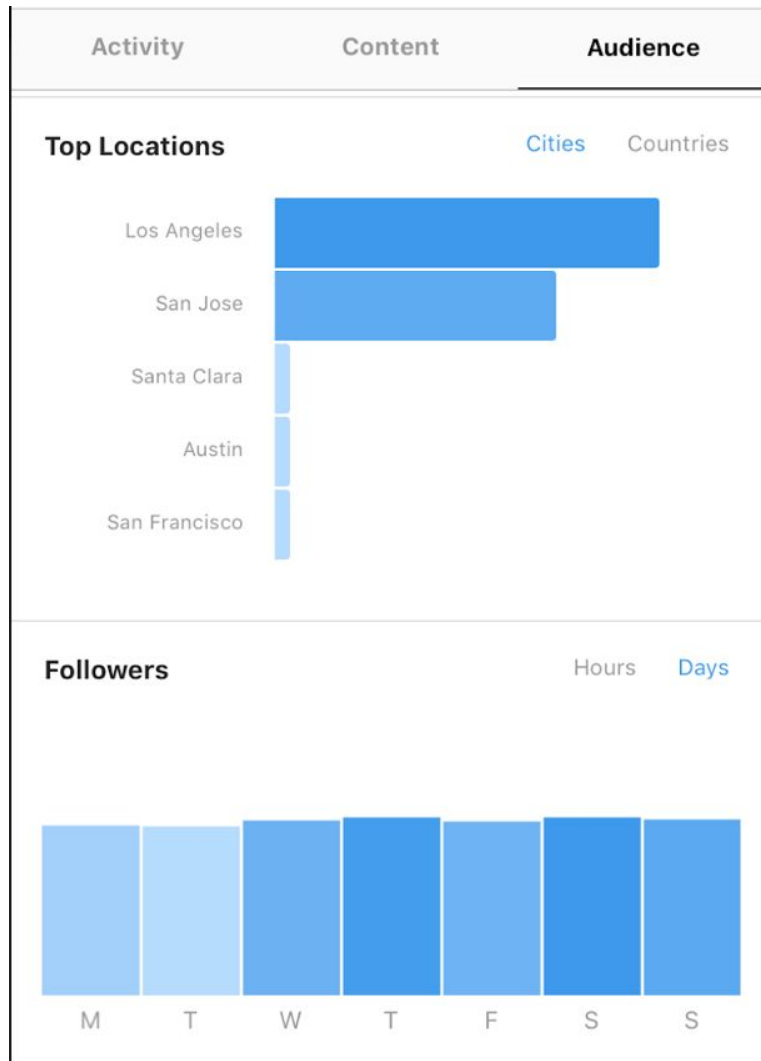 Activity Content Audience
Top Locations Cities Countries
Los Angeles
San Jose
Santa Clara
Austin
San Francisco
Followers Hours Days
M T W T F S S